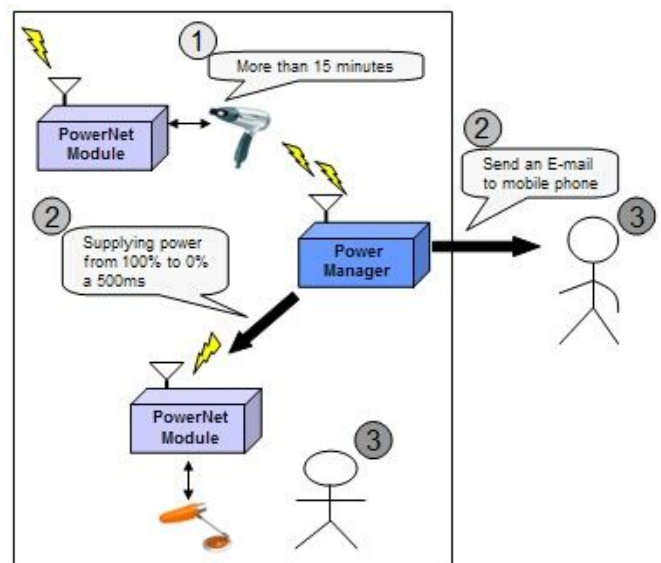 1
More than 15 minutes
PowerNet
Module
2
Send an E-mail
to mobile phone
3
2
Supplying power
from 100% to 0%
a 500ms
Power
Manager
PowerNet
Module
3